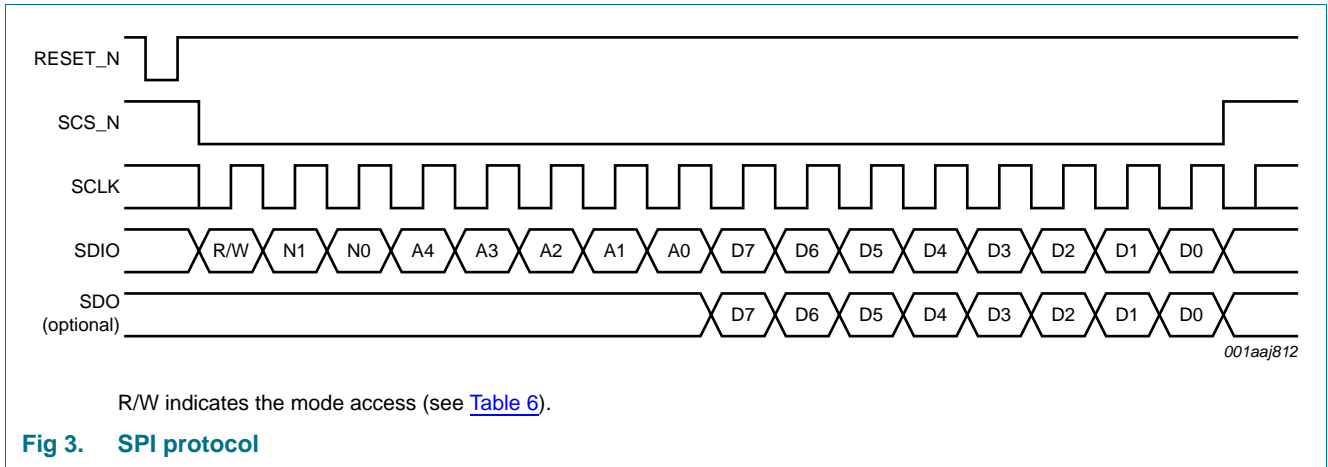 RESET_N
SCS_N
SCLK
SDIO R/W N1 N0 A4 A3 A2 A1 A0 D7 D6 D5 D4 D3 D2 D1 D0
SDO
(optional) D7 D6 D5 D4 D3 D2 D1 D0
001aaj812
R/W indicates the mode access (see Table 6).
Fig 3. SPI protocol